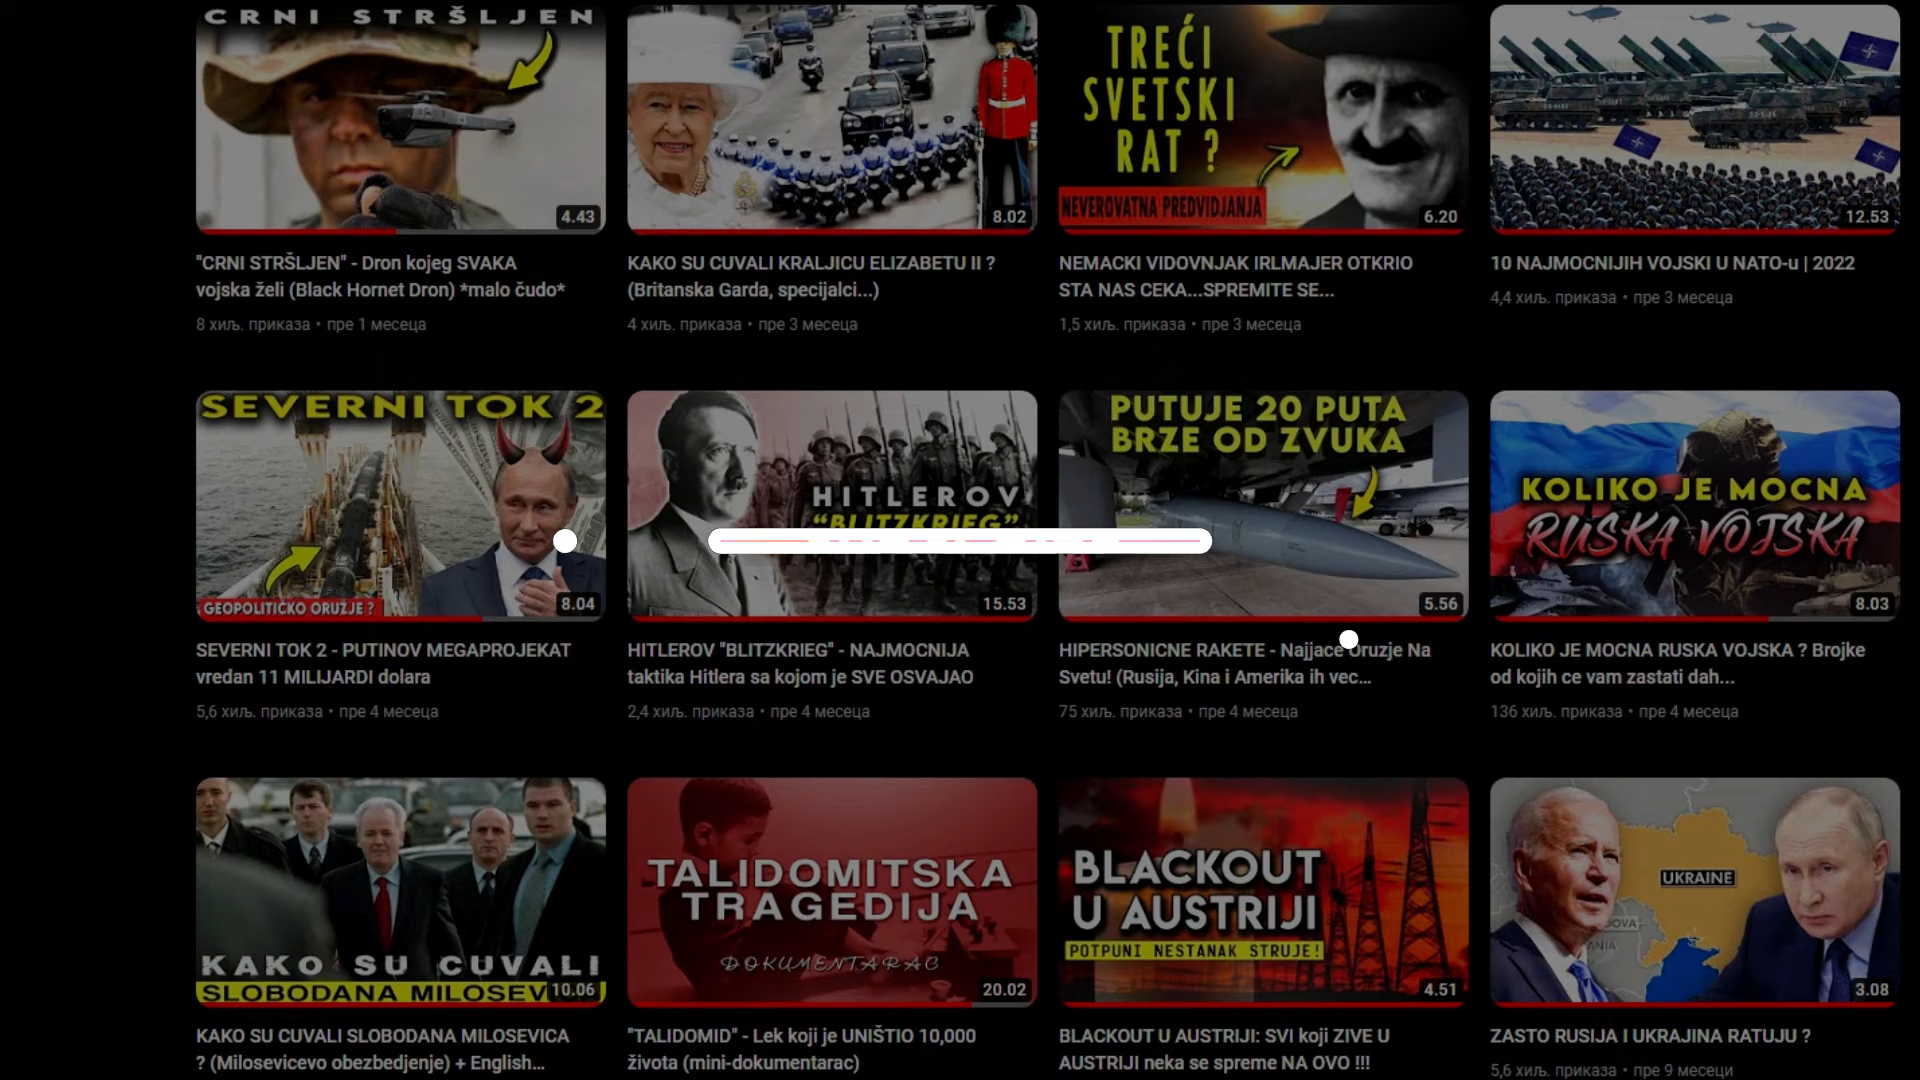 CRNI STRŠLJEN
4.43
8.02
TREĆI
SVETSKI
RAT ?
NEVEROVATNA PREDVIDJANJA
6.20
12.53
"CRNI STRŠLJEN" - Dron kojeg SVAKA
vojska želi (Black Hornet Dron) *malo čudo*
8 хиљ. приказа • пре 1 месеца
KAKO SU CUVALI KRALJICU ELIZABETU II ?
(Britanska Garda, specijalci...)
4 хиљ. приказа • пре 3 месеца
NEMACKI VIDOVNJAK IRLMAJER OTKRIO
STA NAS CEKA...SPREMITE SE...
1,5 хиљ. приказа • пре 3 месеца
10 NAJMOCNIJIH VOJSKI U NATO-u | 2022
4,4 хиљ. приказа • пре 3 месеца
SEVERNI TOK 2
GEOPOLITIČKO ORUŽJE ?
8.04
HITLEROV
“BLITZKRIEG”
15.53
PUTUJE 20 PUTA
BRZE OD ZVUKA
5.56
KOLIKO JE MOCNA
RUSKA VOJSKA
8.03
SEVERNI TOK 2 - PUTINOV MEGAPROJEKAT
vredan 11 MILIJARDI dolara
5,6 хиљ. приказа • пре 4 месеца
HITLEROV "BLITZKRIEG" - NAJMOCNIJA
taktika Hitlera sa kojom je SVE OSVAJAO
2,4 хиљ. приказа • пре 4 месеца
HIPERSONICNE RAKETE - Najjace Oruzje Na
Svetu! (Rusija, Kina i Amerika ih vec...
75 хиљ. приказа • пре 4 месеца
KOLIKO JE MOCNA RUSKA VOJSKA ? Brojke
od kojih ce vam zastati dah...
136 хиљ. приказа • пре 4 месеца
KAKO SU CUVALI
SLOBODANA
10.06
TALIDOMITSKA
TRAGEDIJA
DOKUMENTARAC
20.02
BLACKOUT
U AUSTRIJI
POTPUNI NESTANAK STRUJE!
4.51
UKRAINE
3.08
KAKO SU CUVALI SLOBODANA MILOSEVICA
? (Milosevicevo obezbedjenje) + English...
"TALIDOMID" - Lek koji je UNIŠTIO 10,000
života (mini-dokumentarac)
BLACKOUT U AUSTRIJI: SVI koji ZIVE U
AUSTRIJI neka se spreme NA OVO !!!
ZASTO RUSIJA I UKRAJINA RATUJU ?
5,6 хиљ. приказа • пре 9 месеци